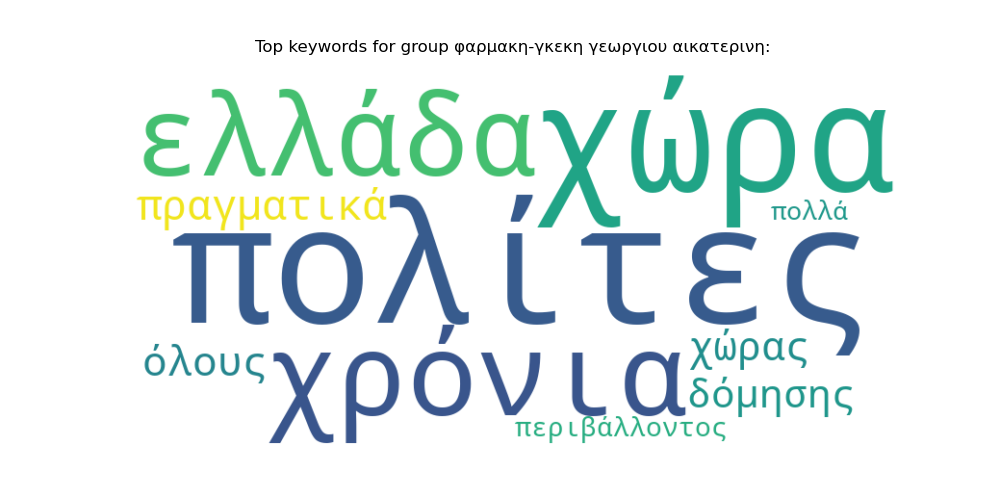 Top keywords for group φαρμακη-γκεκη γεωργιου αικατερινη:
ελλάδα χώρα
πραγματικά πολλά
πολίτες
όλους χρόνια χώρας
δόμησης
περιβάλλοντος